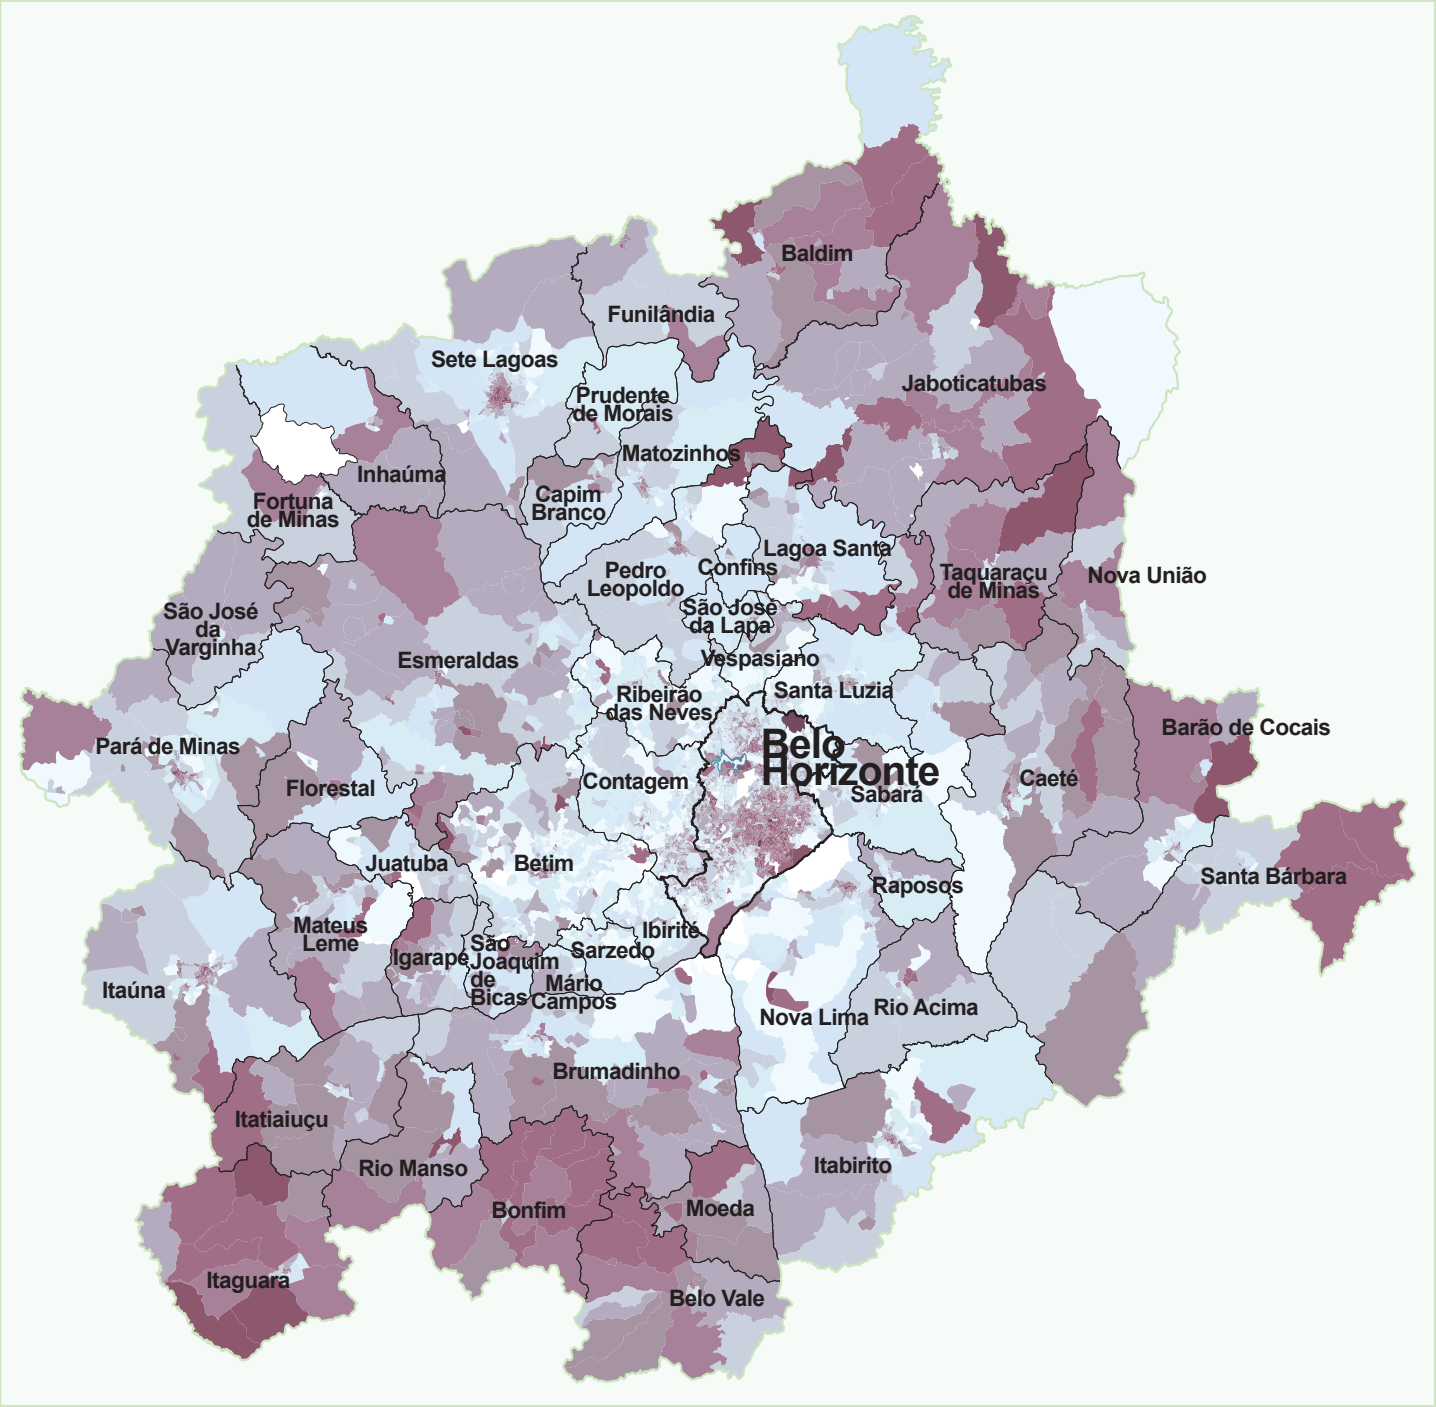 Baldim
Funilândia
Sete Lagoas
Jaboticatubas
Prudente
de Morais
Matozinhos
Inhaúma
Capim
Branco
Fortuna
de Minas
Lagoa Santa
Confins
Pedro
Leopoldo
Taquaraçu
de Minas
Nova União
São José
da Lapa
São José
da
Varginha
Esmeraldas
Vespasiano
Santa Luzia
Ribeirão
das Neves
Barão de Cocais
Pará de Minas
Belo
Horizonte
Contagem
Caeté
Florestal
Sabará
Juatuba
Betim
Raposos
Santa Bárbara
Mateus
Leme
Ibirité
Sarzedo
Igarapé
São
Joaquim
de
Bicas
Mário
Campos
Itaúna
Nova Lima
Rio Acima
Brumadinho
Itatiaiuçu
Rio Manso
Itabirito
Bonfim
Moeda
Itaguara
Belo Vale